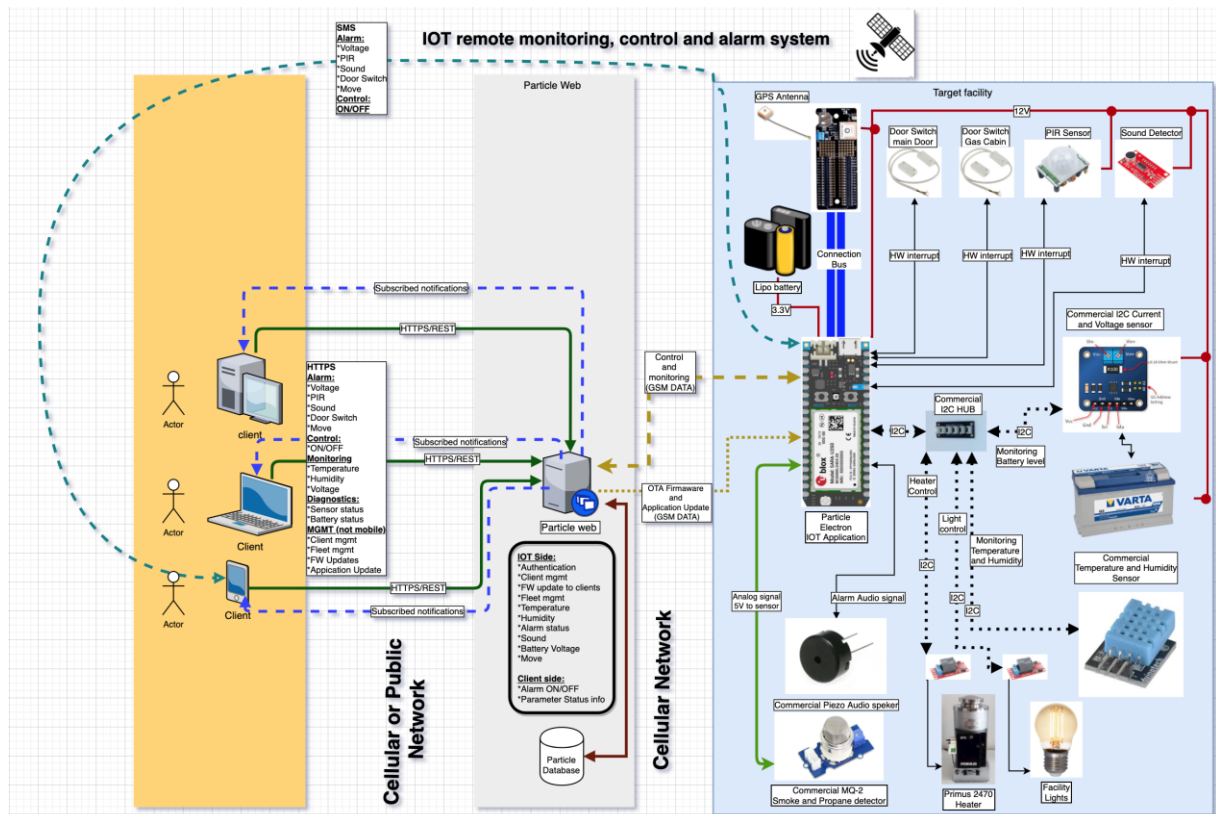 IOT remote monitoring, control and alarm system
SMS
Alarm:
*Voltage
*PIR
*Sound
*Door Switch
*Move
Control:
ON/OFF
Particle Web
Target facility
GPS Antenna
12V
Door Switch
main Door
Door Switch
Gas Cabin
PIR Sensor
Sound Detector
Connection
Bus
HW interrupt
HW interrupt
HW interrupt
HW interrupt
Lipo battery
3.3V
Subscribed notifications
HTTPS/REST
Commercial I2C Current
and Voltage sensor
Control
and monitoring
(GSM DATA)
HTTPS
Alarm:
*Voltage
*PIR
*Sound
*Door Switch
*Move
Control:
*ON/OFF
Monitoring
*Temperature
*Humidity
*Voltage
Diagnostics:
*Sensor status
*Battery status
MGMT (not mobile)
*Client mgmt
*Fleet mgmt
*FW Updates
*Appication Update
Actor
client
Subscribed notifications
HTTPS/REST
Commercial
I2C HUB
I2C
I2C
Monitoring
Battery level
blox
VARTA
Actor
Client
OTA Firmaware and
Application Update
(GSM DATA)
Particle web
Particle
Electron
IOT Application
Heater
Control
Light
control
Monitoring
Temperature
and Humidity
Commercial
Temperature and Humidity
Sensor
Actor
Client
HTTPS/REST
Subscribed notifications
I2C
I2C
I2C
IOT Side:
*Authentication
*Client mgmt
*FW update to clients
*Fleet mgmt
*Temperature
*Humidity
*Alarm status
*Sound
*Battery Voltage
*Move
Client side:
*Alarm ON/OFF
*Parameter Status info
Analog signal
5V to sensor
Alarm Audio signal
Cellular or Public
Network
Cellular Network
Particle
Database
Commercial Piezo Audio speker
Commercial MQ-2
Smoke and Propane detector
Primus 2470
Heater
Facility
Lights